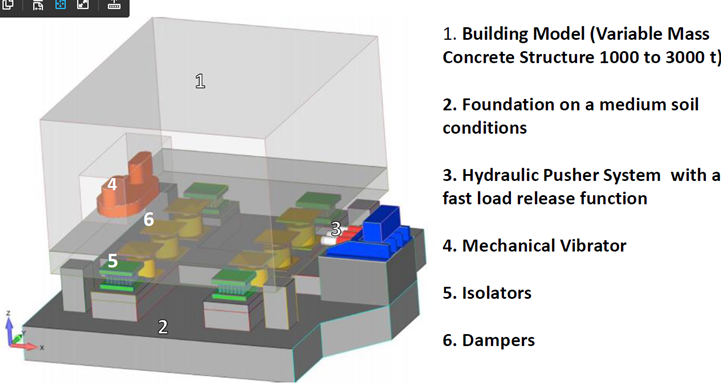 1. Building Model (Variable Mass
Concrete Structure 1000 to 3000 t)
2. Foundation on a medium soil
conditions
3. Hydraulic Pusher System with a
fast load release function
4. Mechanical Vibrator
5. Isolators
6. Dampers
1
4
6
3
5
2
Z
Y
X